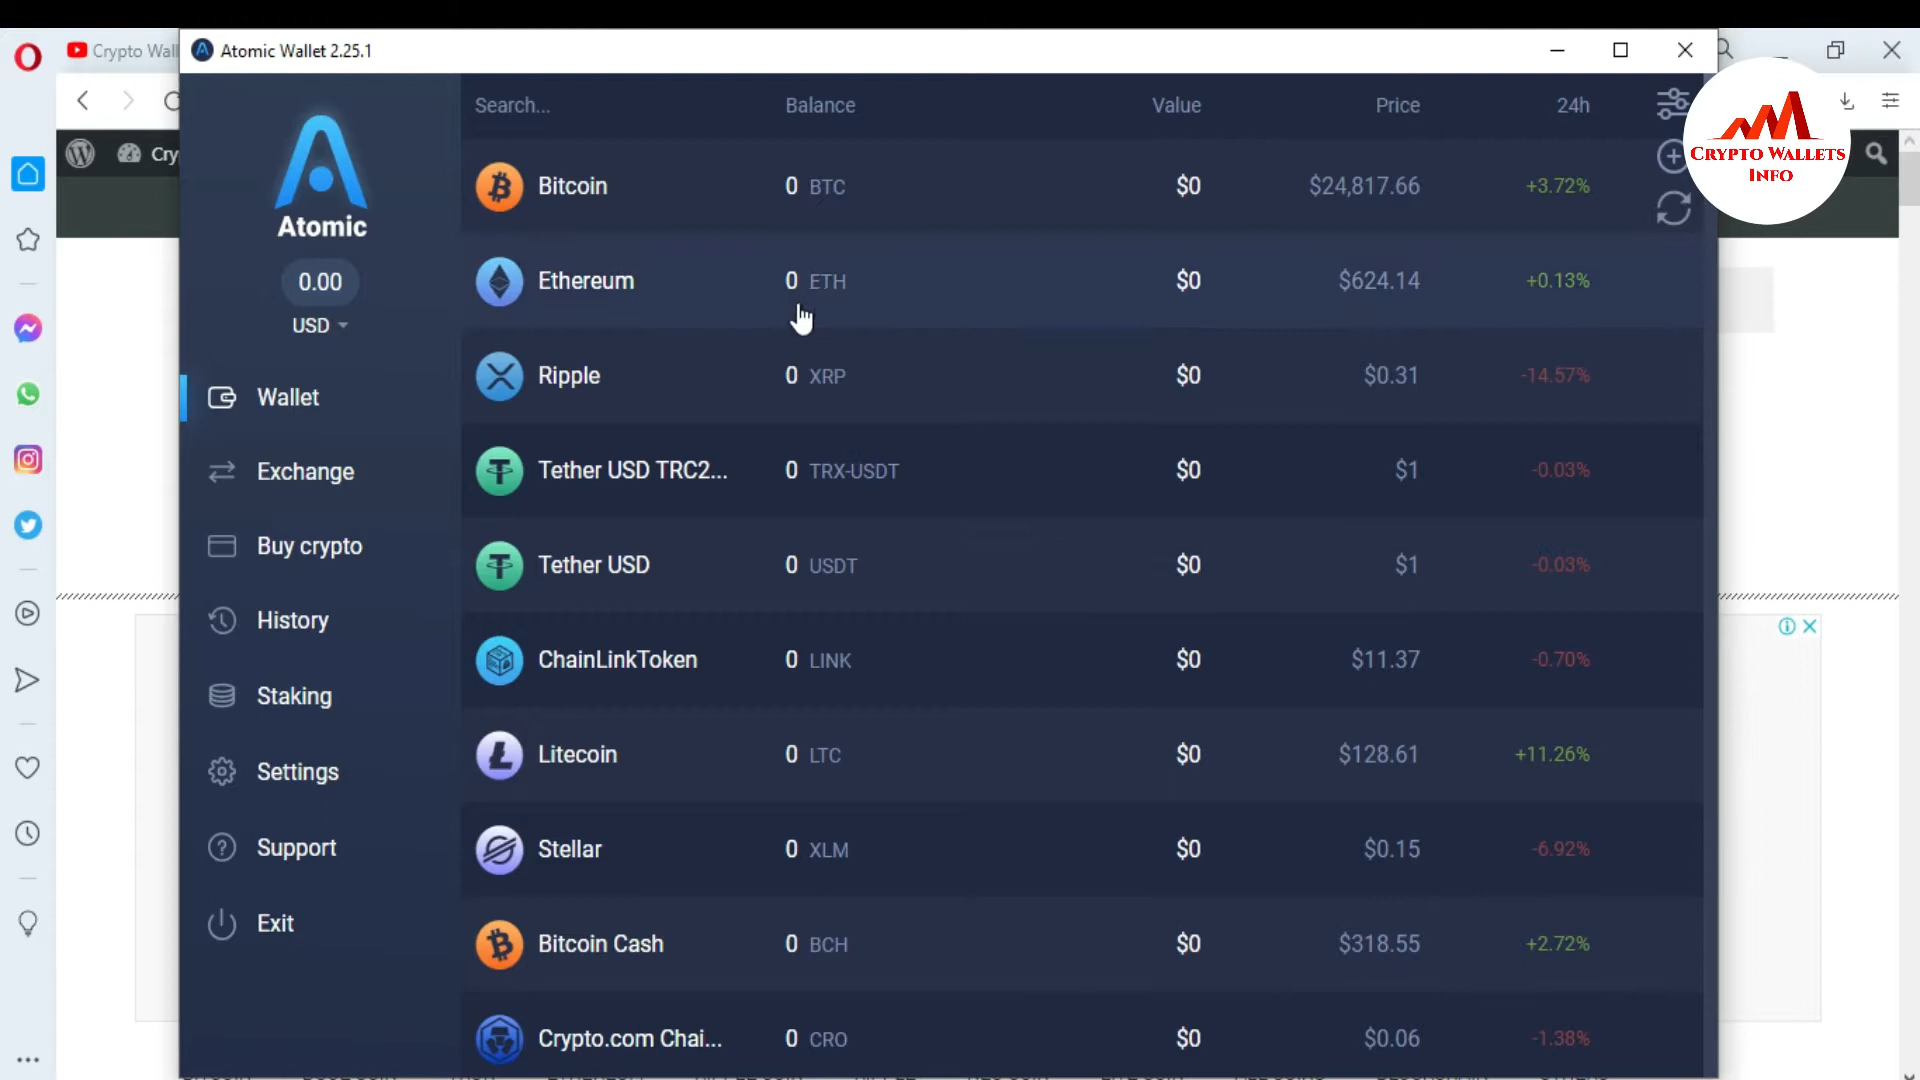 Crypto Wall
Atomic Wallet 2.25.1
Cry
CRYPTO WALLETS
INFO
Atomic
0.00
USD
Wallet
Exchange
Buy crypto
History
Staking
Settings
Support
Exit
Search... Balance Value Price 24h
Bitcoin 0 BTC $0 $24,817.66 +3.72%
Ethereum 0 ETH $0 $624.14 +0.13%
Ripple 0 XRP $0 $0.31 -14.57%
Tether USD TRC2... 0 TRX-USDT $0 $1 -0.03%
Tether USD 0 USDT $0 $1 -0.03%
ChainLinkToken 0 LINK $0 $11.37 -0.70%
Litecoin 0 LTC $0 $128.61 +11.26%
Stellar 0 XLM $0 $0.15 -6.92%
Bitcoin Cash 0 BCH $0 $318.55 +2.72%
Crypto.com Chai... 0 CRO $0 $0.06 -1.38%